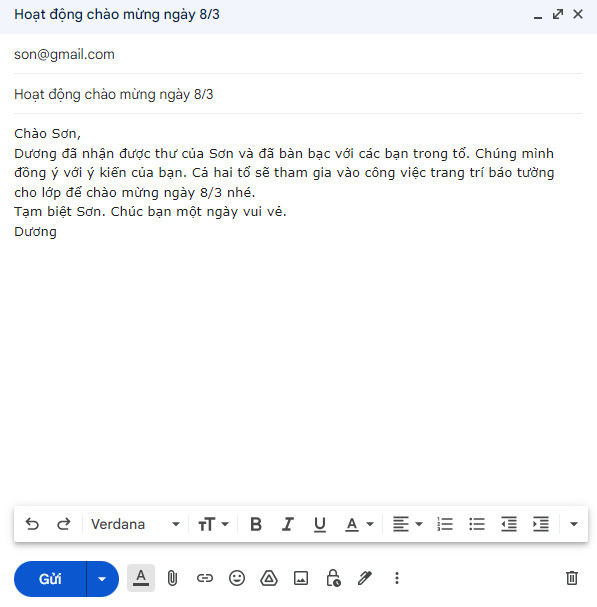 Hoạt động chào mừng ngày 8/3
son@gmail.com
Hoạt động chào mừng ngày 8/3
Chào Sơn,
Dương đã nhận được thư của Sơn và đã bàn bạc với các bạn trong tổ. Chúng mình
đồng ý với ý kiến của bạn. Cả hai tổ sẽ tham gia vào công việc trang trí báo tường
cho lớp để chào mừng ngày 8/3 nhé.
Tạm biệt Sơn. Chúc bạn một ngày vui vẻ.
Dương
Verdana
Gửi